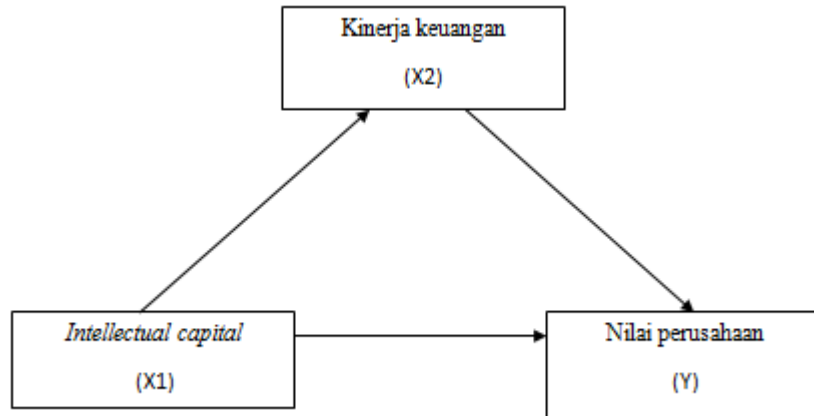 Kinerja keuangan
(X2)
Intellectual capital
(X1)
Nilai perusahaan
(Y)